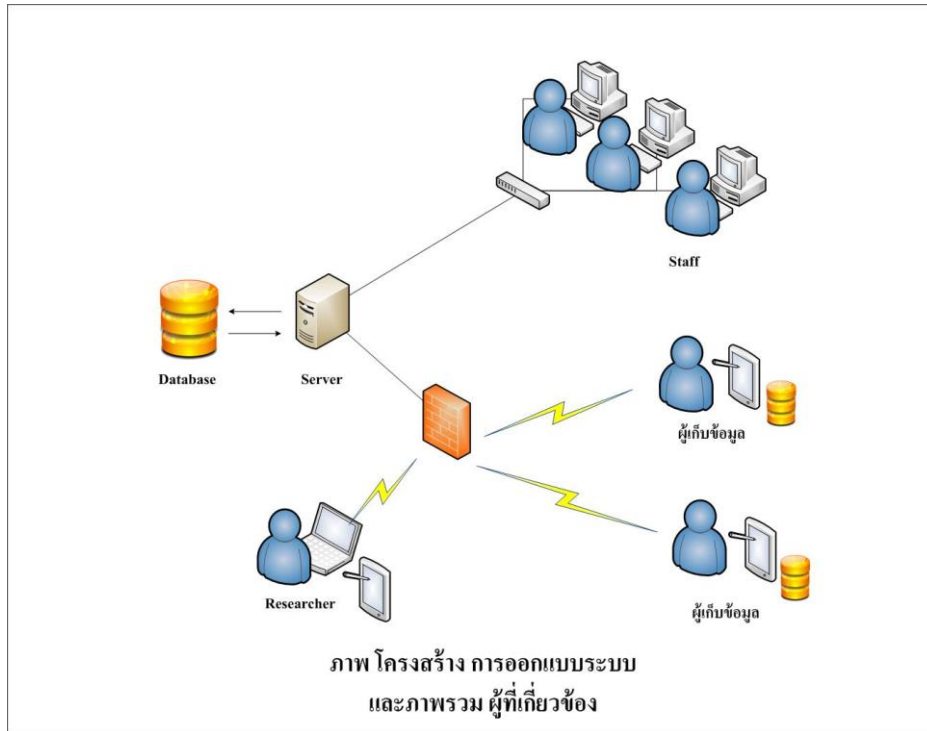 Staff
Database
Server
ผู้เก็บข้อมูล
Researcher
ผู้เก็บข้อมูล
ภาพ โครงสร้าง การออกแบบระบบ
และภาพรวม ผู้ที่เกี่ยวข้อง